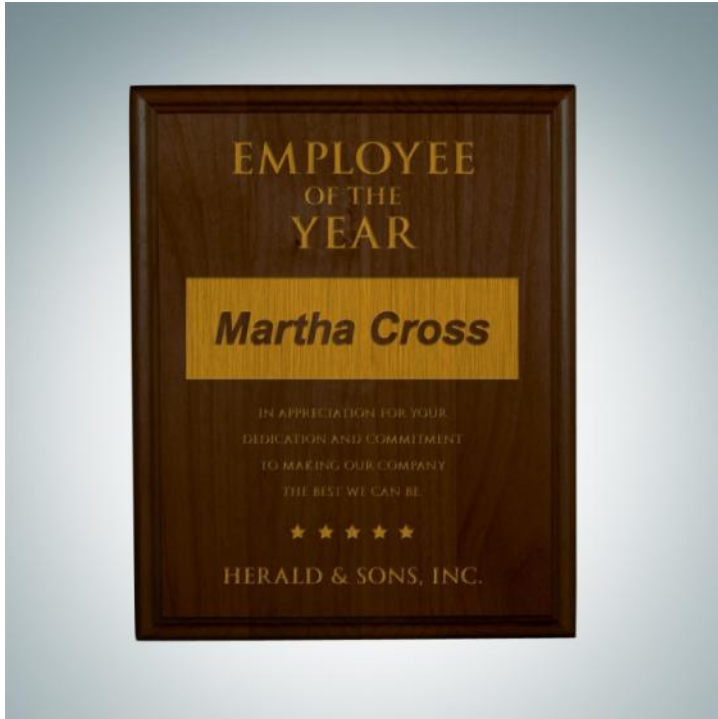 EMPLOYEE
OF THE
YEAR
Martha Cross
IN APPRECIATION FOR YOUR
DEDICATION AND COMMITMENT
TO MAKING OUR COMPANY
THE BEST WE CAN BE
★ ★ ★ ★ ★
HERALD & SONS, INC.